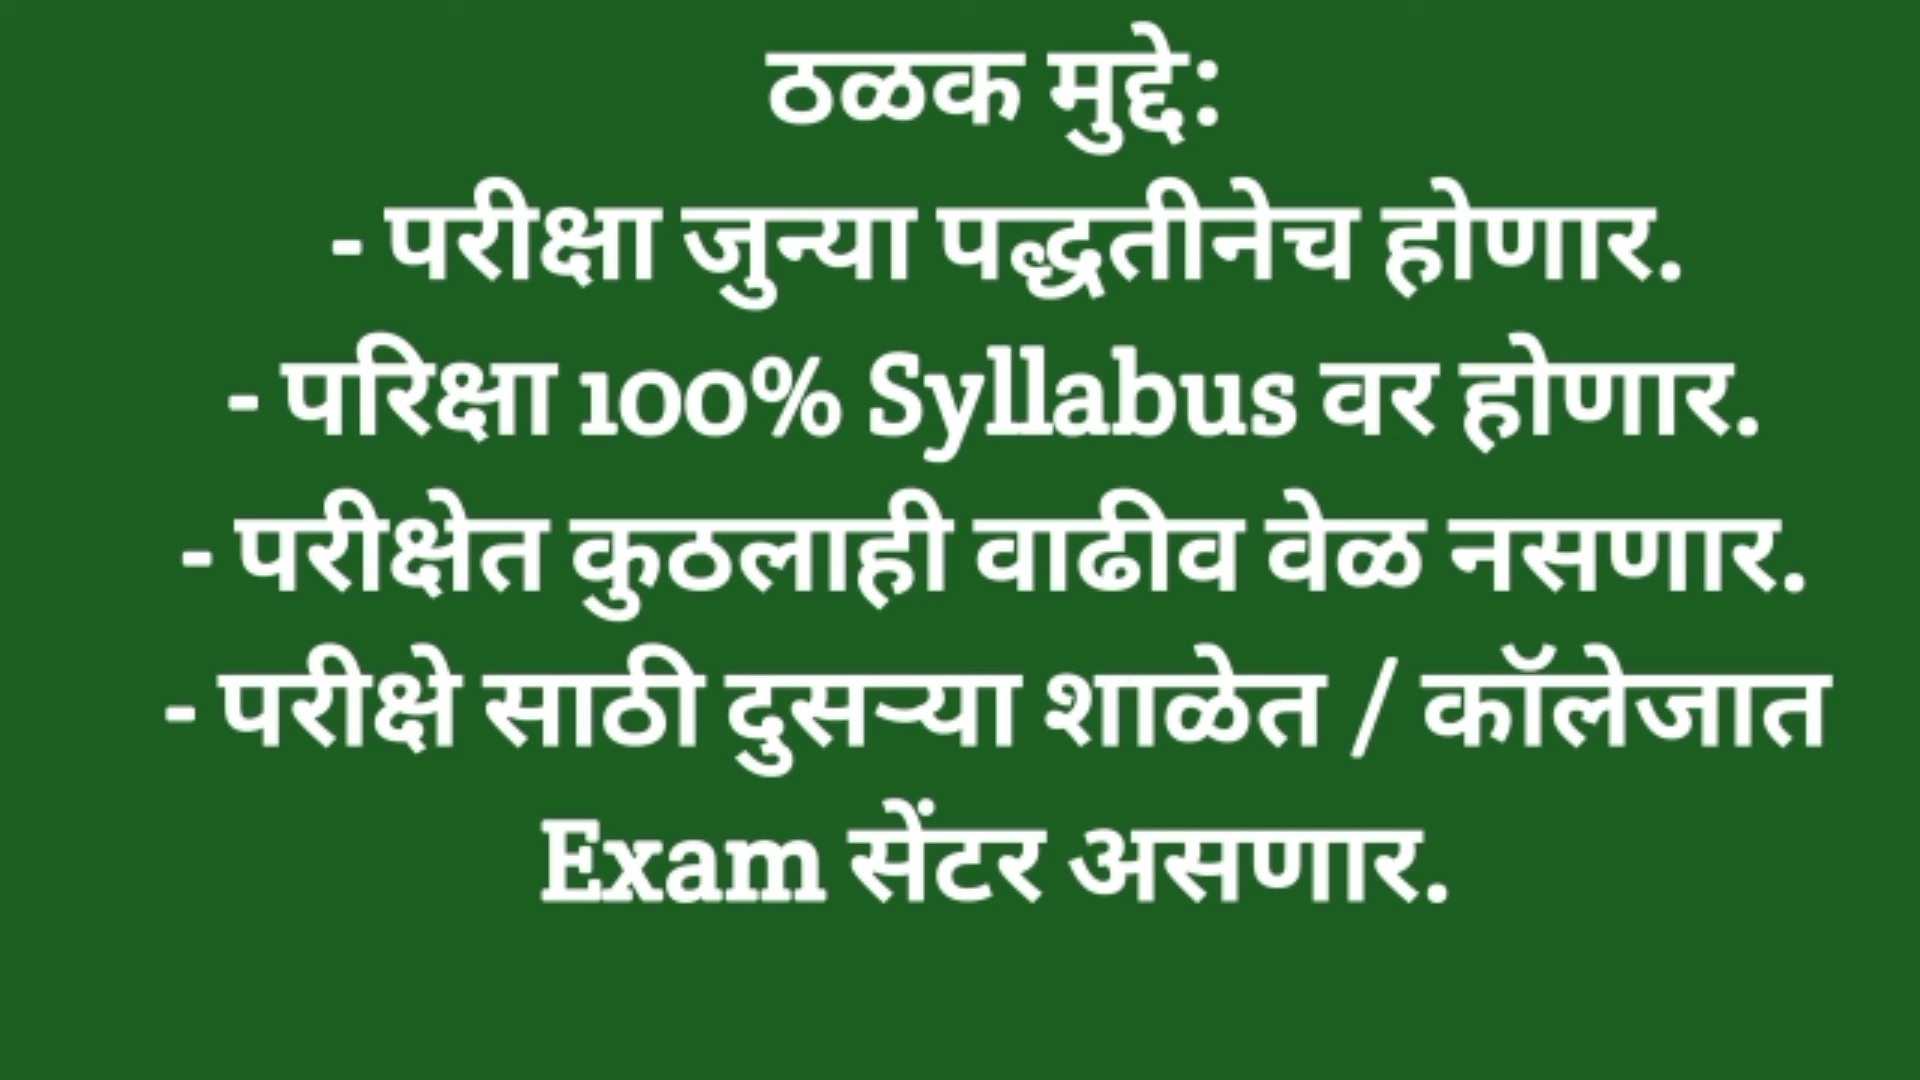 ठळक मुद्दे:
- परीक्षा जुन्या पद्धतीनेच होणार.
- परिक्षा 100% Syllabus वर होणार.
- परीक्षेत कुठलाही वाढीव वेळ नसणार.
- परीक्षे साठी दुसऱ्या शाळेत / कॉलेजात
Exam सेंटर असणार.